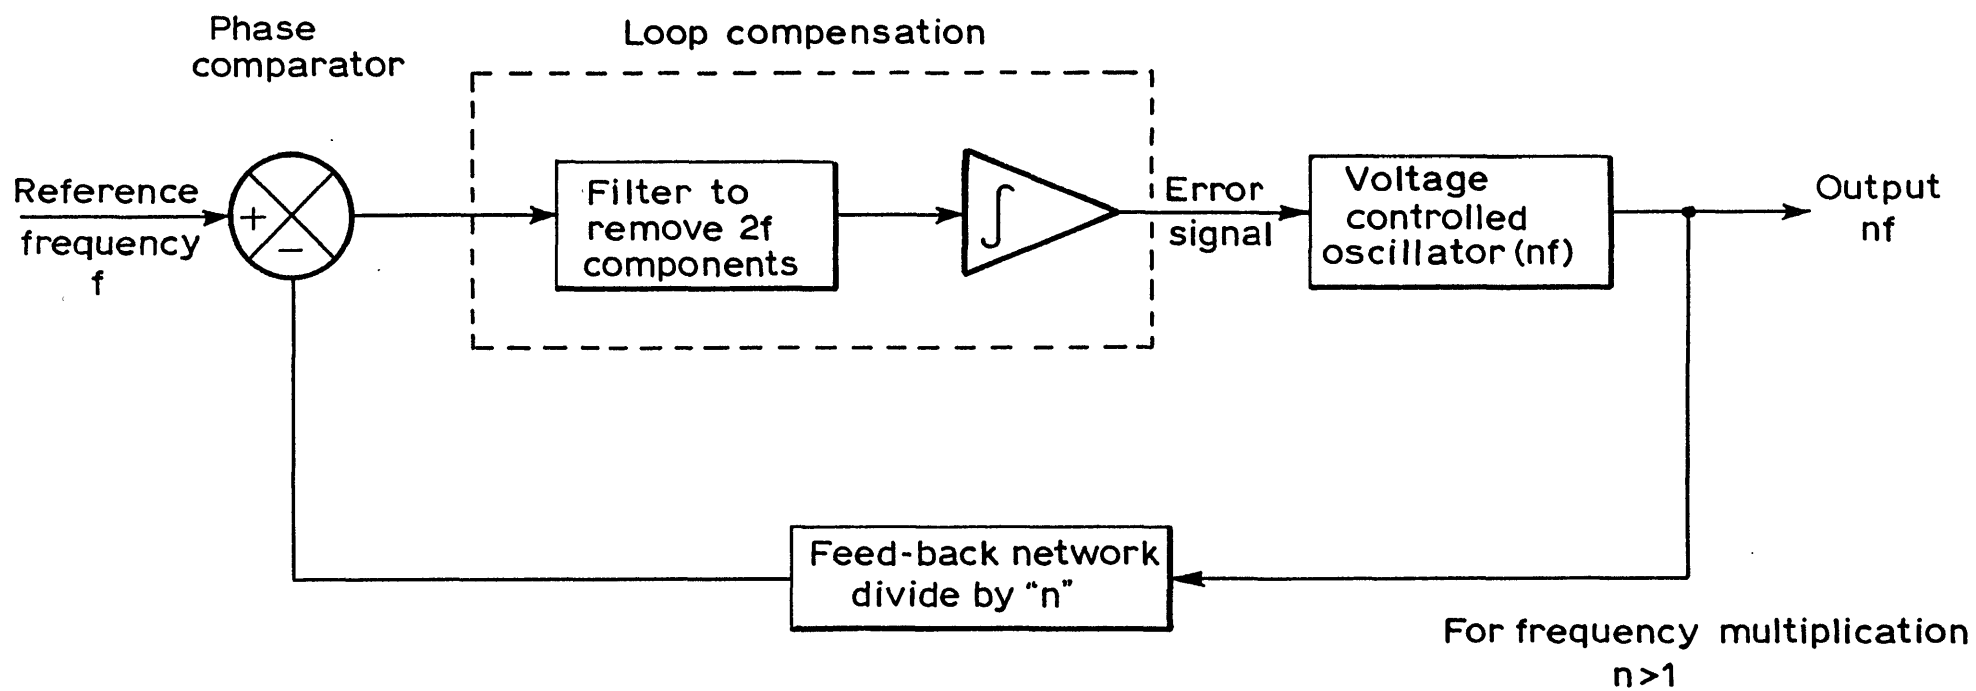 Phase
comparator
Loop compensation
Reference
frequency
f
+
−
Filter to
remove 2f
components
∫
Error
signal
Voltage
controlled
oscillator (nf)
Output
nf
Feed-back network
divide by "n"
For frequency multiplication
n>1